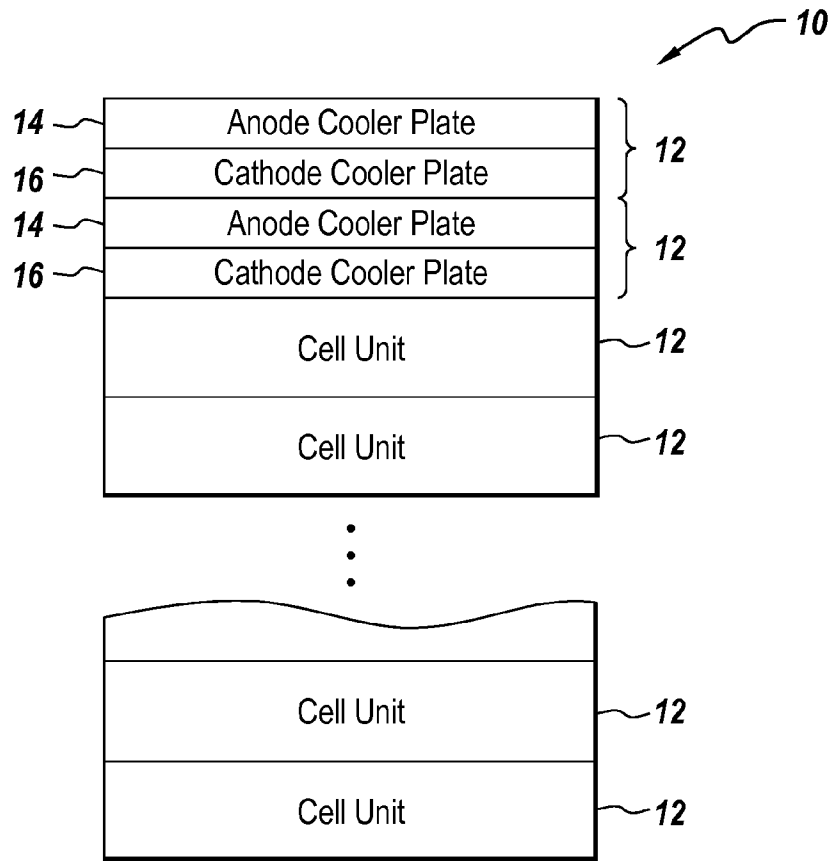 10
14 Anode Cooler Plate 12
16 Cathode Cooler Plate
14 Anode Cooler Plate 12
16 Cathode Cooler Plate
Cell Unit 12
Cell Unit 12
Cell Unit 12
Cell Unit 12